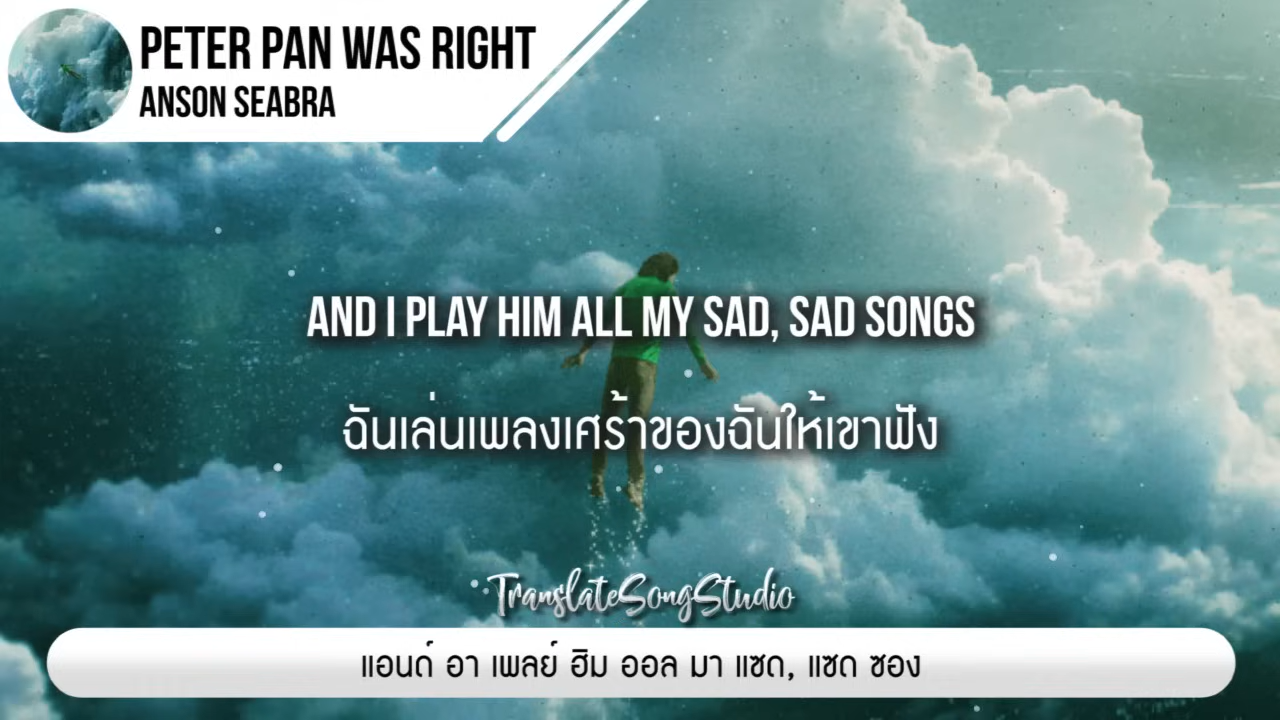 PETER PAN WAS RIGHT
ANSON SEABRA
AND I PLAY HIM ALL MY SAD, SAD SONGS
ฉันเล่นเพลงเศร้าของฉันให้เขาฟัง
TranslateSongStudio
แอนด์ อา เพลย์ ฮิม ออล มา แซด, แซด ซอง